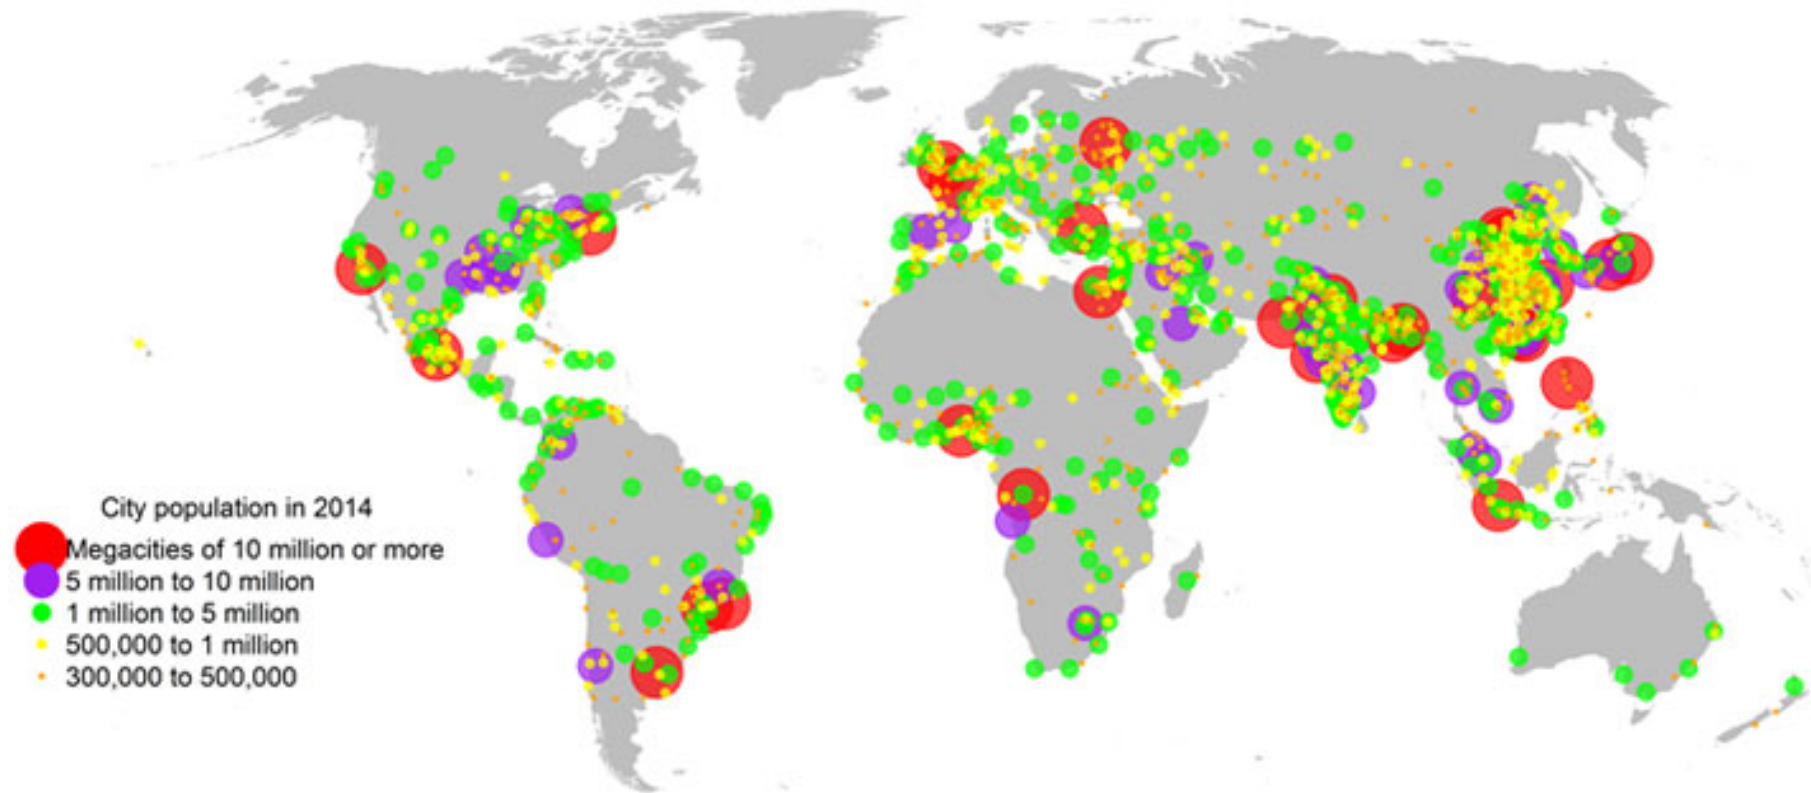 City population in 2014
Megacities of 10 million or more
5 million to 10 million
1 million to 5 million
500,000 to 1 million
300,000 to 500,000